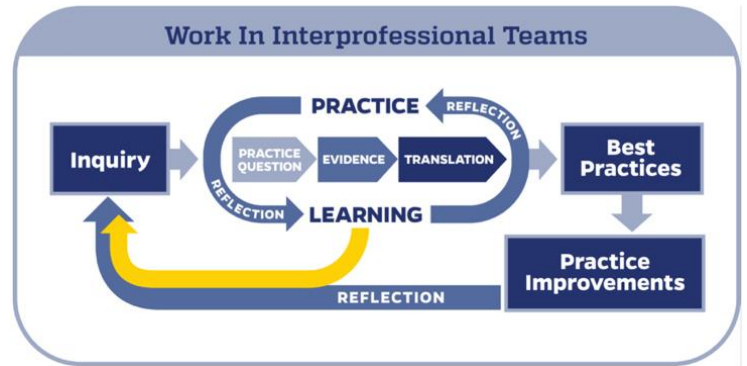 Work In Interprofessional Teams
PRACTICE
REFLECTION
Inquiry
PRACTICE
QUESTION
EVIDENCE
TRANSLATION
Best
Practices
REFLECTION
LEARNING
Practice
Improvements
REFLECTION